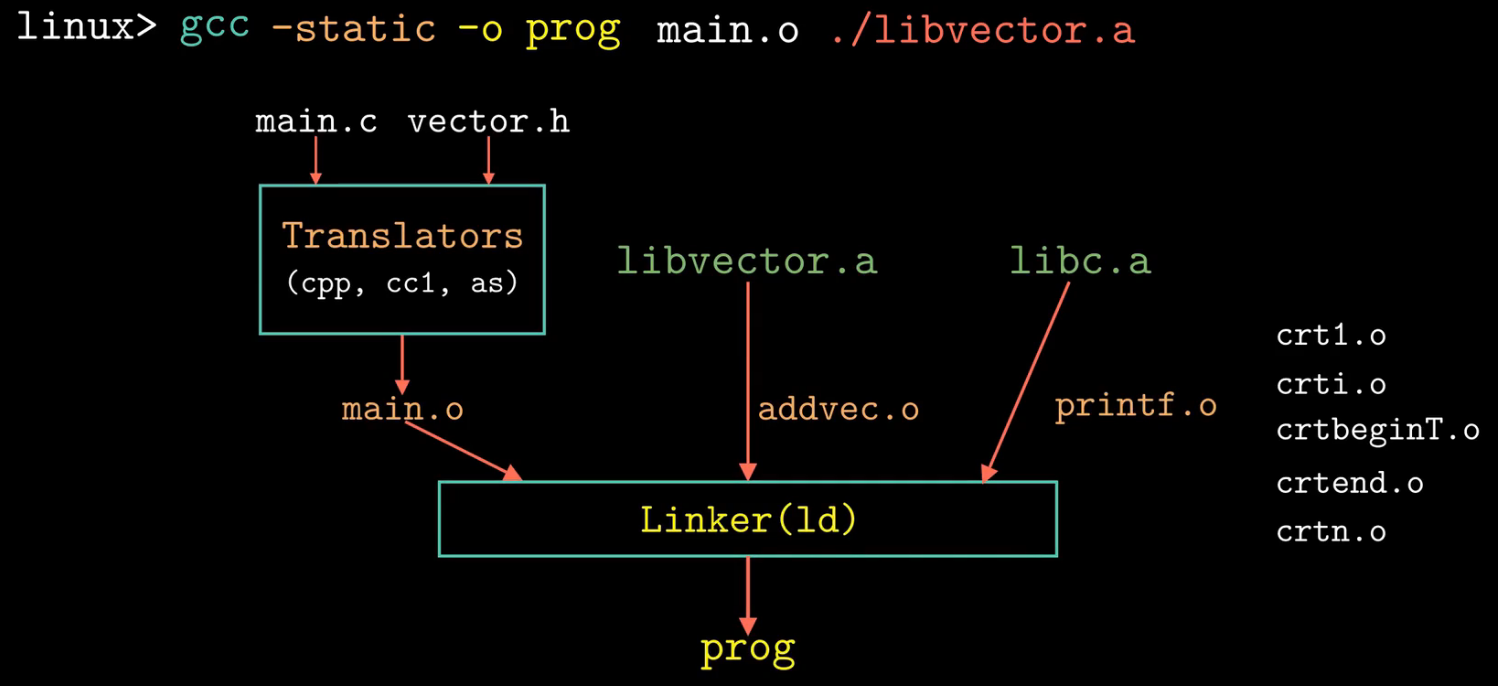 linux> gcc -static -o prog main.o ./libvector.a
main.c vector.h
Translators
(cpp, cc1, as)
libvector.a
libc.a
main.o
addvec.o
printf.o
crt1.o
crti.o
crtbeginT.o
crtend.o
crtn.o
Linker(ld)
prog